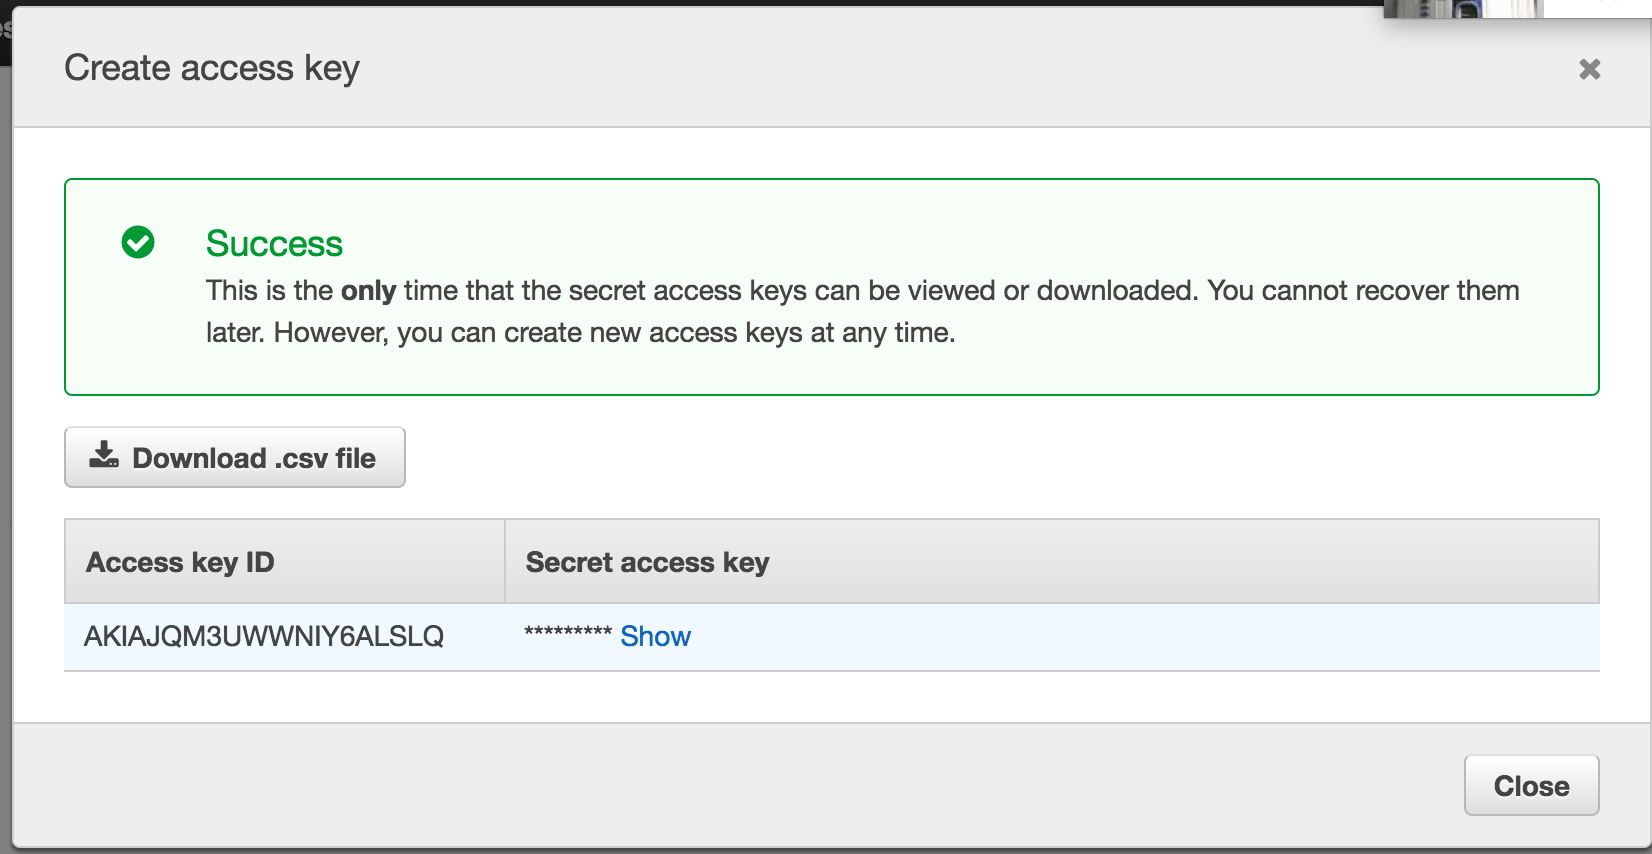 Create access key
Success
This is the only time that the secret access keys can be viewed or downloaded. You cannot recover them
later. However, you can create new access keys at any time.
Download .csv file
Access key ID Secret access key
AKIAJQM3UWWNIY6ALSLQ ********* Show
Close